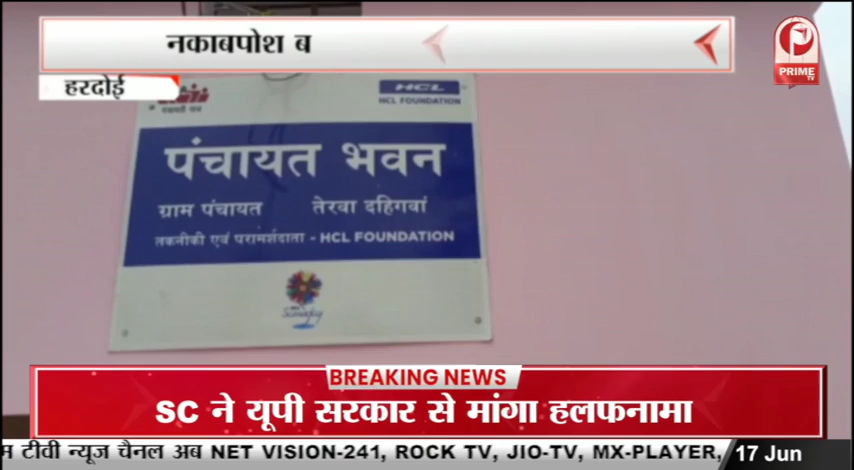 नकाबपोश ब
PRIME
TV
हरदोई
HCL
HCL FOUNDATION
पंचायत भवन
ग्राम पंचायत तेरवा दहिगवां
तकनीकी एवं परामर्शदाता - HCL FOUNDATION
Samuday
BREAKING NEWS
SC ने यूपी सरकार से मांगा हलफनामा
म टीवी न्यूज चैनल अब NET VISION-241, ROCK TV, JIO-TV, MX-PLAYER,
17 Jun